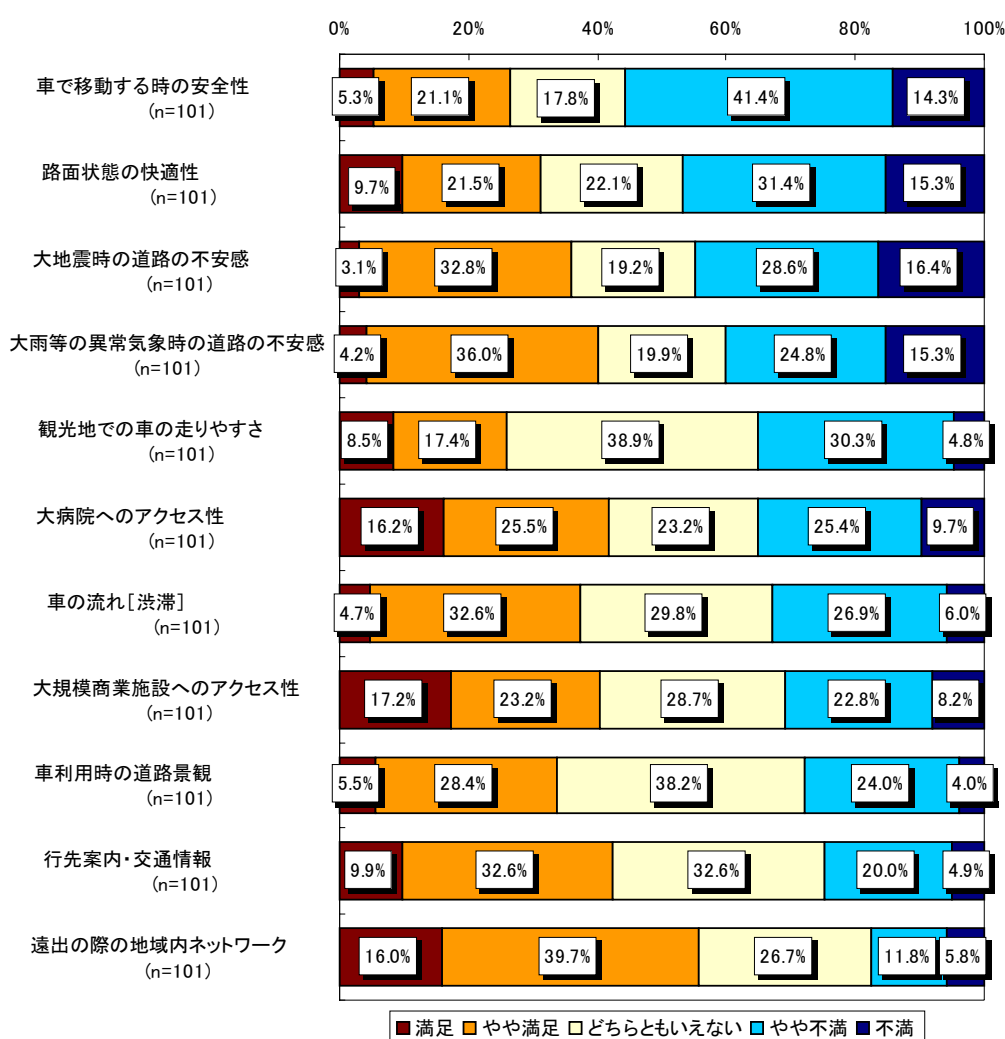 0% 20% 40% 60% 80% 100%
車で移動する時の安全性
(n=101)
5.3% 21.1% 17.8% 41.4% 14.3%
路面状態の快適性
(n=101)
9.7% 21.5% 22.1% 31.4% 15.3%
大地震時の道路の不安感
(n=101)
3.1% 32.8% 19.2% 28.6% 16.4%
大雨等の異常気象時の道路の不安感
(n=101)
4.2% 36.0% 19.9% 24.8% 15.3%
観光地での車の走りやすさ
(n=101)
8.5% 17.4% 38.9% 30.3% 4.8%
大病院へのアクセス性
(n=101)
16.2% 25.5% 23.2% 25.4% 9.7%
車の流れ[渋滞]
(n=101)
4.7% 32.6% 29.8% 26.9% 6.0%
大規模商業施設へのアクセス性
(n=101)
17.2% 23.2% 28.7% 22.8% 8.2%
車利用時の道路景観
(n=101)
5.5% 28.4% 38.2% 24.0% 4.0%
行先案内・交通情報
(n=101)
9.9% 32.6% 32.6% 20.0% 4.9%
遠出の際の地域内ネットワーク
(n=101)
16.0% 39.7% 26.7% 11.8% 5.8%
満足 やや満足 どちらともいえない やや不満 不満